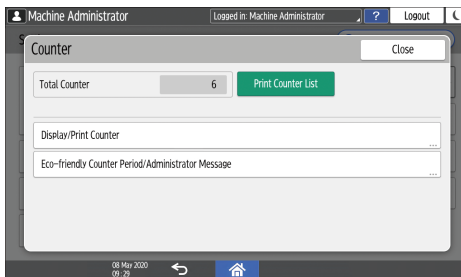 Machine Administrator
Logged in: Machine Administrator
?
Logout
S
Counter
Close
Total Counter
6
Print Counter List
Display/Print Counter
...
Eco-friendly Counter Period/Administrator Message
...
08 May 2020
09:29